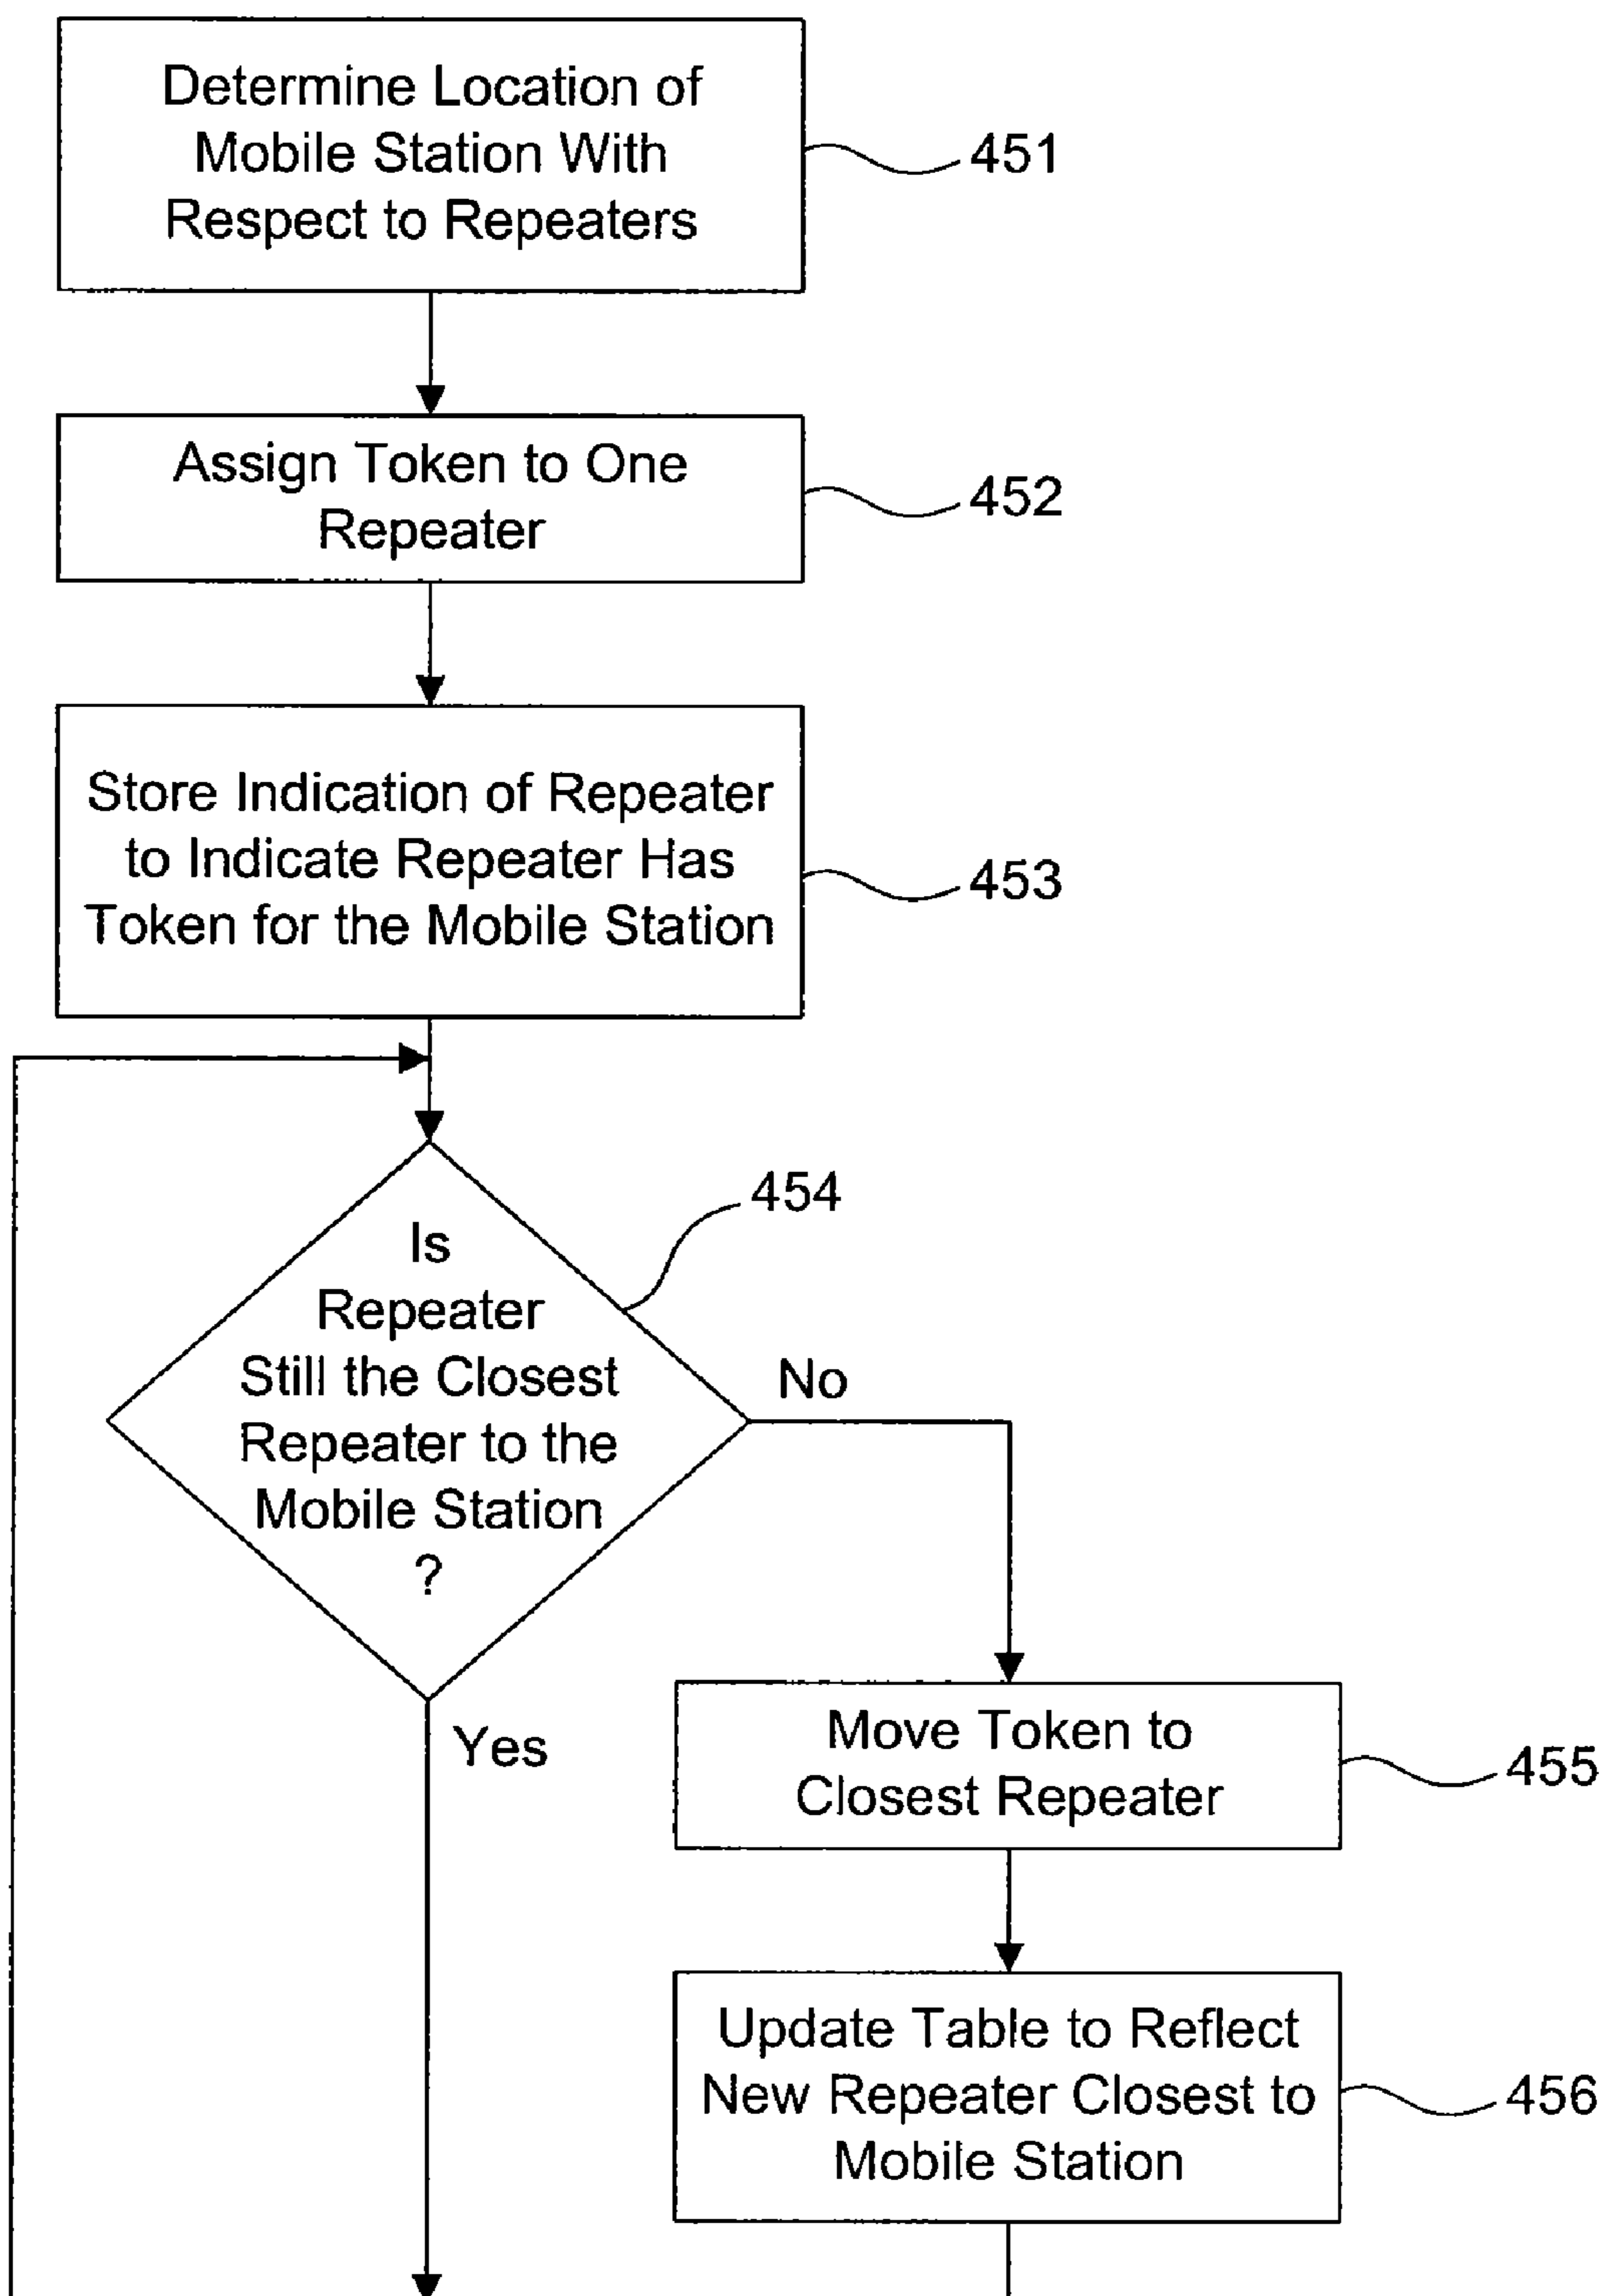 Determine Location of
Mobile Station With
Respect to Repeaters
451
Assign Token to One
Repeater
452
Store Indication of Repeater
to Indicate Repeater Has
Token for the Mobile Station
453
454
Is
Repeater
Still the Closest
Repeater to the
Mobile Station
?
No
Yes
Move Token to
Closest Repeater
455
Update Table to Reflect
New Repeater Closest to
Mobile Station
456